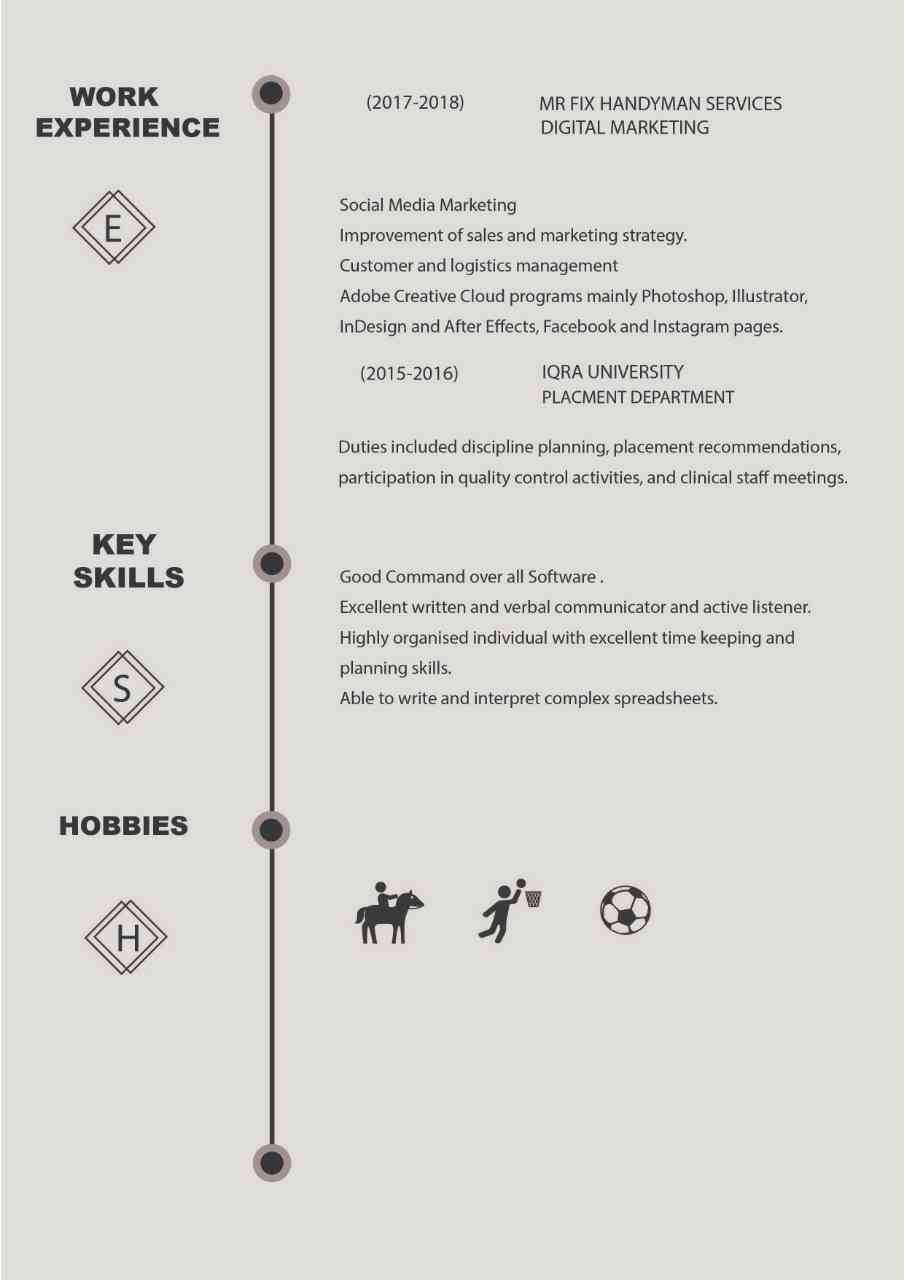 WORK
EXPERIENCE
E
(2017-2018)
MR FIX HANDYMAN SERVICES
DIGITAL MARKETING
Social Media Marketing
Improvement of sales and marketing strategy.
Customer and logistics management
Adobe Creative Cloud programs mainly Photoshop, Illustrator,
InDesign and After Effects, Facebook and Instagram pages.
(2015-2016)
IQRA UNIVERSITY
PLACMENT DEPARTMENT
Duties included discipline planning, placement recommendations,
participation in quality control activities, and clinical staff meetings.
KEY
SKILLS
S
Good Command over all Software .
Excellent written and verbal communicator and active listener.
Highly organised individual with excellent time keeping and
planning skills.
Able to write and interpret complex spreadsheets.
HOBBIES
H